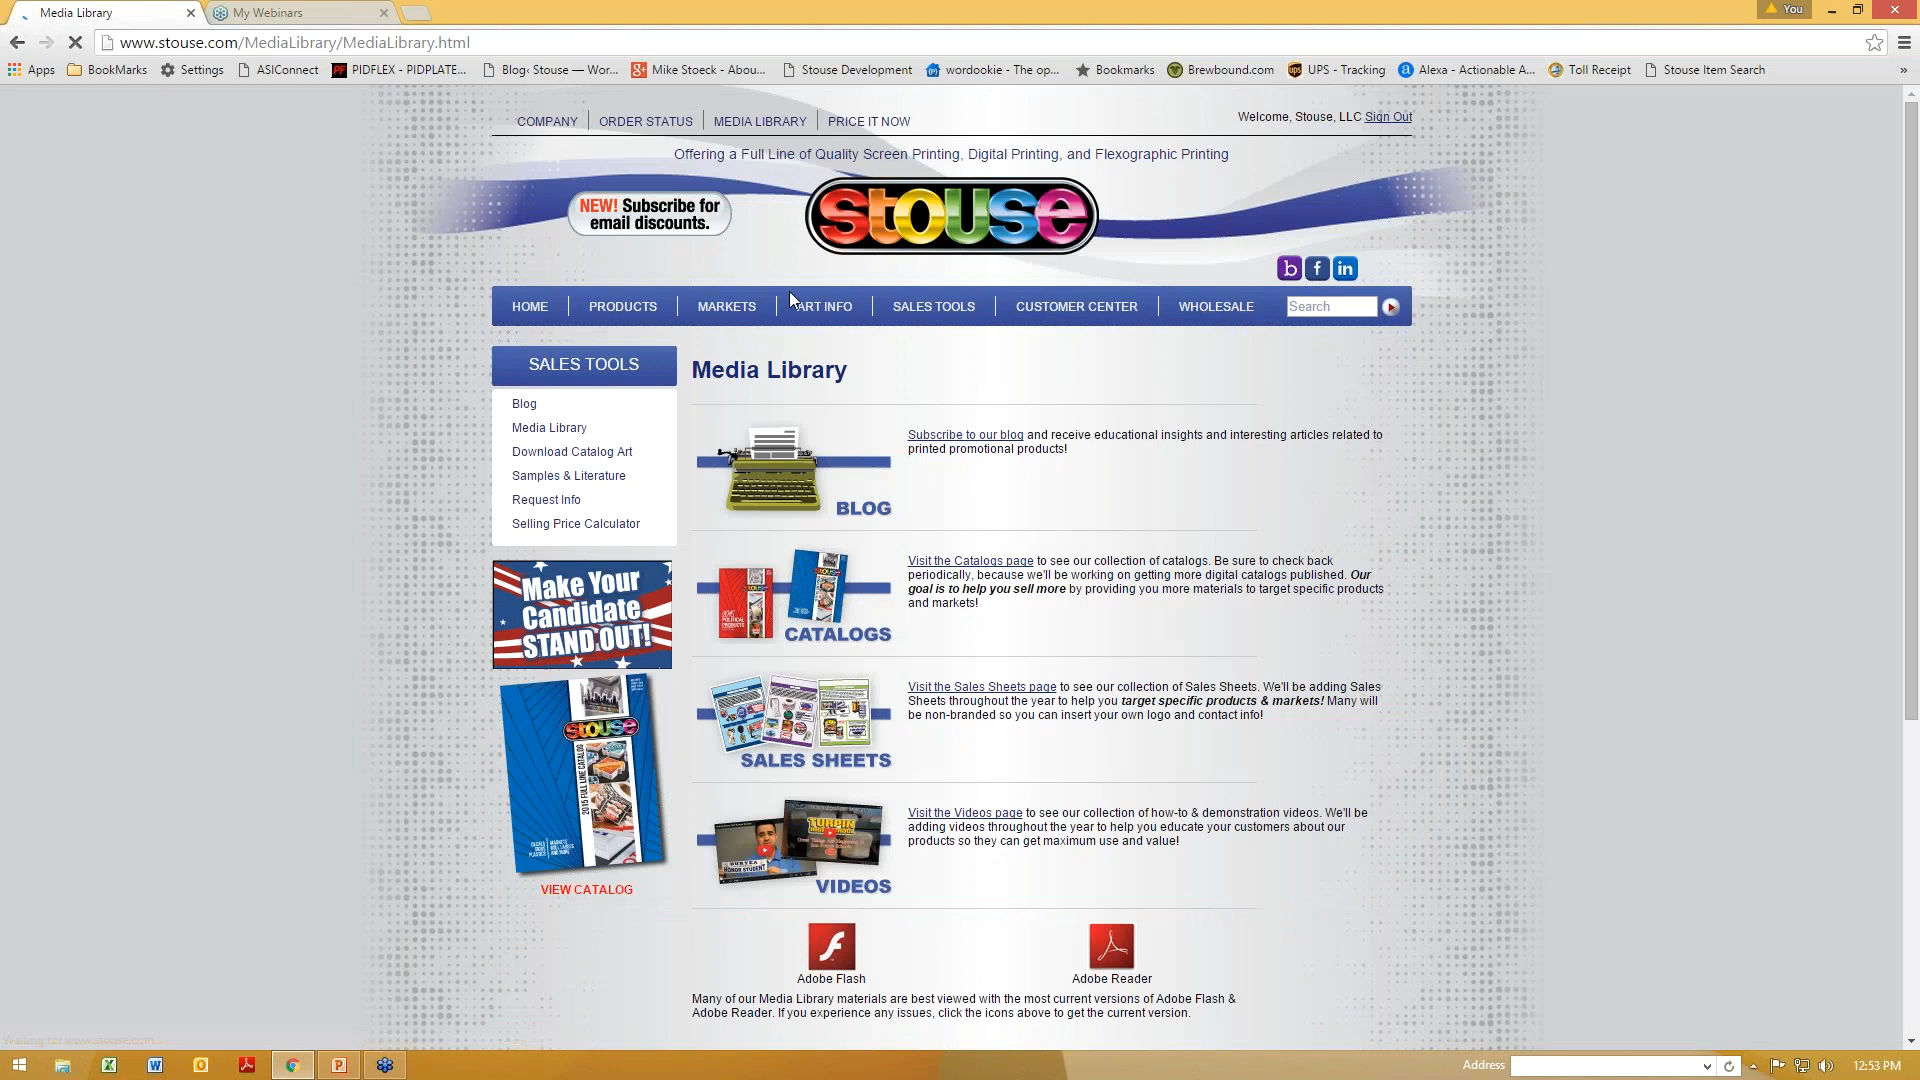 Media Library
My Webinars
You
www.stouse.com/MediaLibrary/MediaLibrary.html
Apps
BookMarks
Settings
ASIConnect
PIDFLEX - PIDPLATE...
Blog‹ Stouse — Wor...
Mike Stoeck - Abou...
Stouse Development
wordookie - The op...
Bookmarks
Brewbound.com
UPS - Tracking
Alexa - Actionable A...
Toll Receipt
Stouse Item Search
»
COMPANY
ORDER STATUS
MEDIA LIBRARY
PRICE IT NOW
Welcome, Stouse, LLC Sign Out
Offering a Full Line of Quality Screen Printing, Digital Printing, and Flexographic Printing
NEW! Subscribe for
email discounts.
stouse
HOME
PRODUCTS
MARKETS
ART INFO
SALES TOOLS
CUSTOMER CENTER
WHOLESALE
Search
SALES TOOLS
Blog
Media Library
Download Catalog Art
Samples & Literature
Request Info
Selling Price Calculator
Make Your
Candidate
STAND OUT!
stouse
2015 FULL LINE CATALOG
VIEW CATALOG
Media Library
BLOG
Subscribe to our blog and receive educational insights and interesting articles related to
printed promotional products!
CATALOGS
Visit the Catalogs page to see our collection of catalogs. Be sure to check back
periodically, because we'll be working on getting more digital catalogs published. Our
goal is to help you sell more by providing you more materials to target specific products
and markets!
SALES SHEETS
Visit the Sales Sheets page to see our collection of Sales Sheets. We'll be adding Sales
Sheets throughout the year to help you target specific products & markets! Many will
be non-branded so you can insert your own logo and contact info!
TURPIN
HONOR STUDENT
VIDEOS
Visit the Videos page to see our collection of how-to & demonstration videos. We'll be
adding videos throughout the year to help you educate your customers about our
products so they can get maximum use and value!
Adobe Flash
Adobe Reader
Many of our Media Library materials are best viewed with the most current versions of Adobe Flash &
Adobe Reader. If you experience any issues, click the icons above to get the current version.
Waiting for www.stouse.com...
Address
12:53 PM